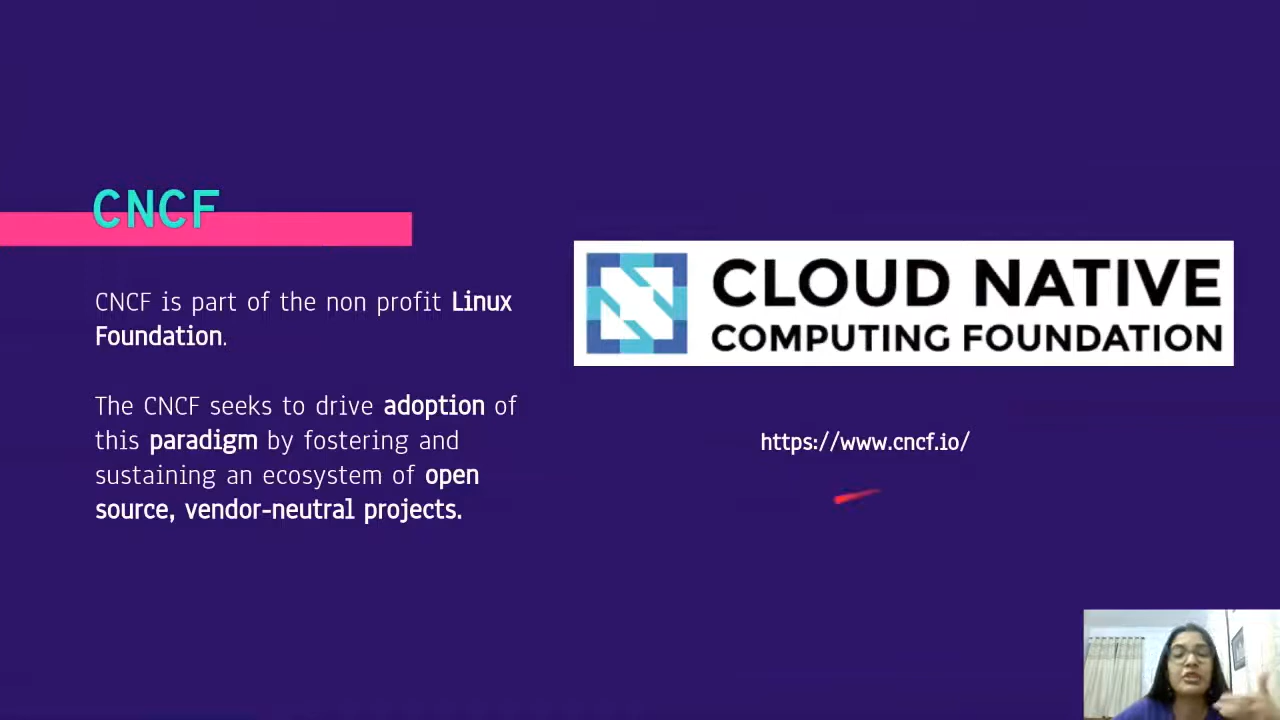 CNCF
CNCF is part of the non profit Linux
Foundation.
The CNCF seeks to drive adoption of
this paradigm by fostering and
sustaining an ecosystem of open
source, vendor-neutral projects.
CLOUD NATIVE
COMPUTING FOUNDATION
https://www.cncf.io/